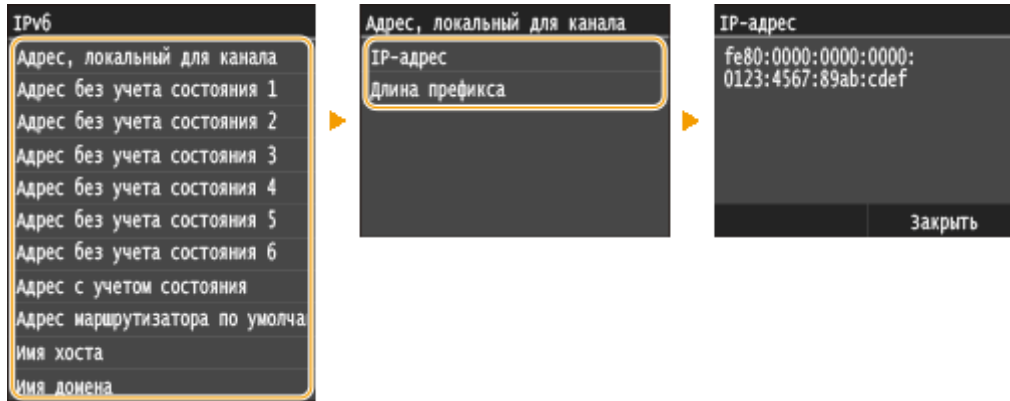 IPv6
Адрес, локальный для канала
Адрес без учета состояния 1
Адрес без учета состояния 2
Адрес без учета состояния 3
Адрес без учета состояния 4
Адрес без учета состояния 5
Адрес без учета состояния 6
Адрес с учетом состояния
Адрес маршрутизатора по умолча
Имя хоста
Имя домена
Адрес, локальный для канала
IP-адрес
Длина префикса
IP-адрес
fe80:0000:0000:0000:
0123:4567:89ab:cdef
Закрыть